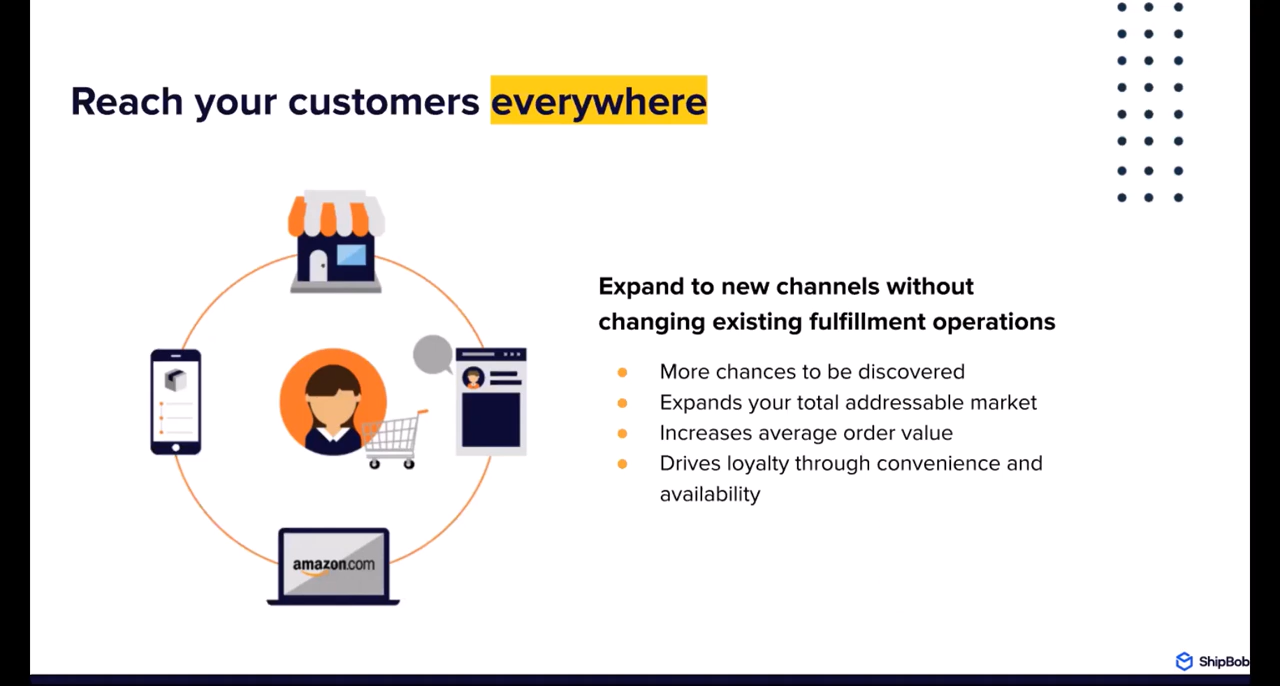 Reach your customers everywhere
Expand to new channels without
changing existing fulfillment operations
More chances to be discovered
Expands your total addressable market
Increases average order value
Drives loyalty through convenience and
availability
amazon.com
ShipBob